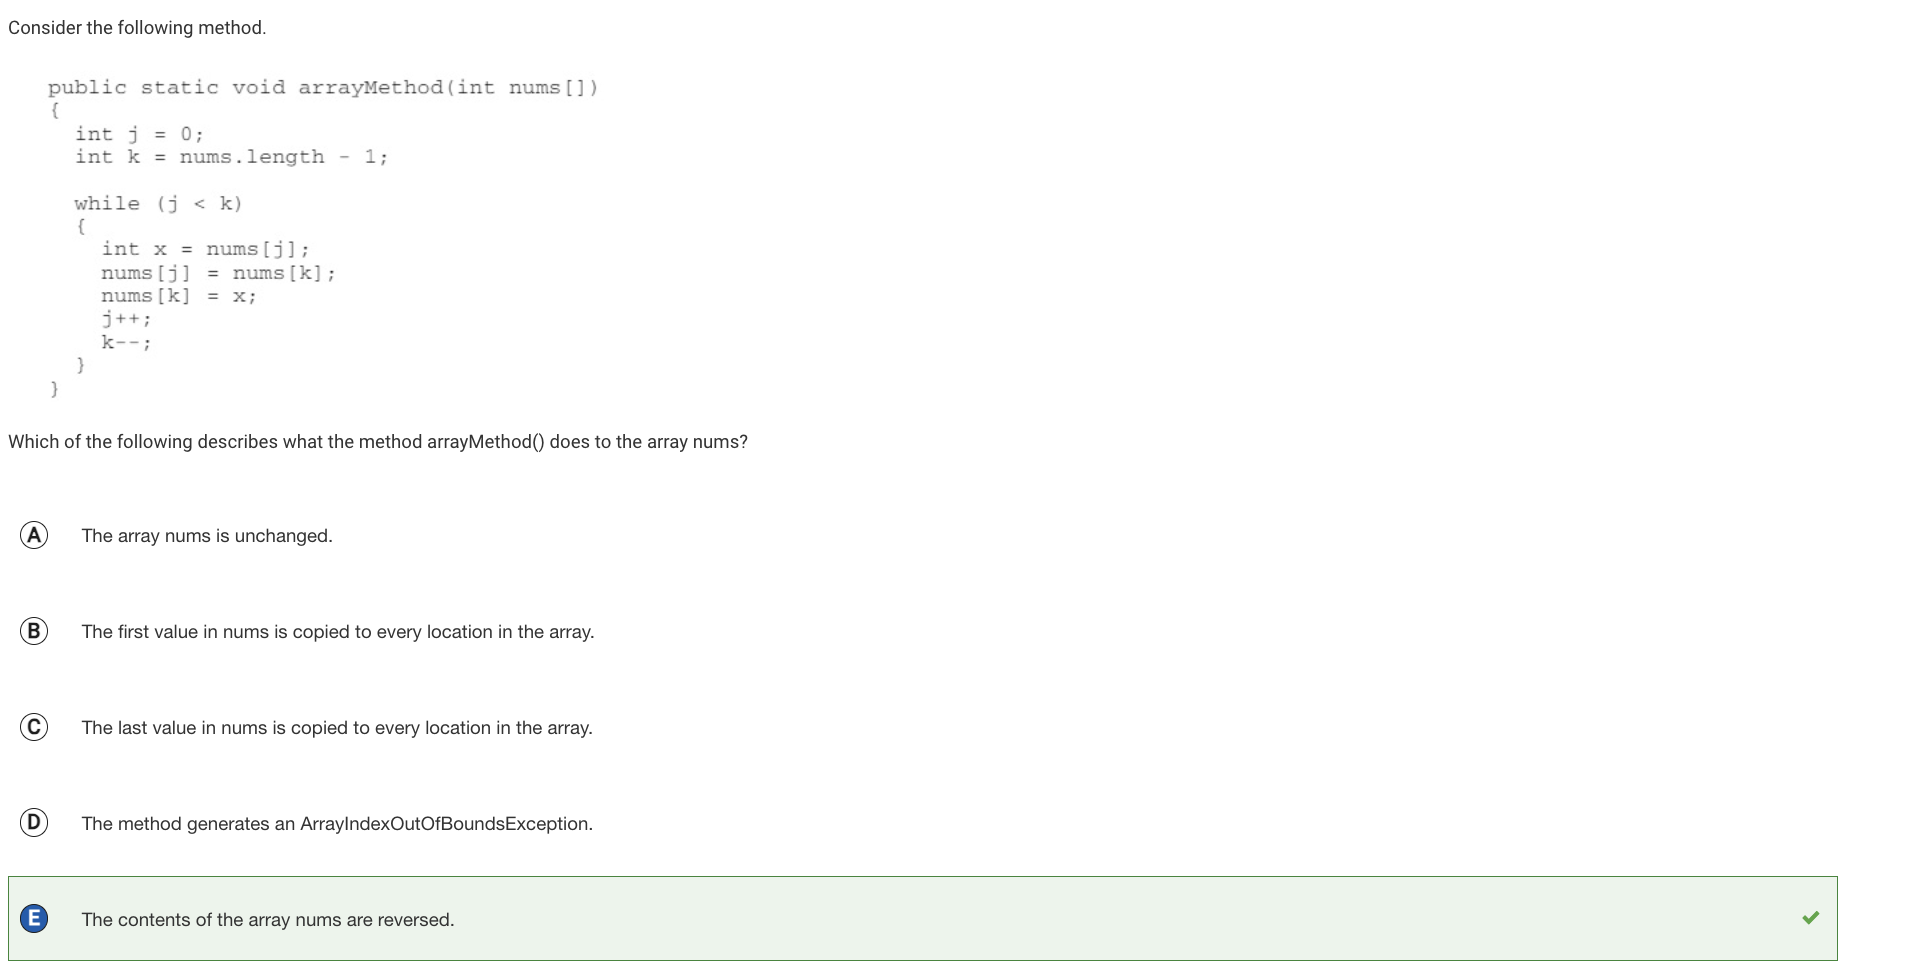 Consider the following method.
public static void arrayMethod(int nums[])
{
int j = 0;
int k = nums.length - 1;
while (j < k)
{
int x = nums[j];
nums[j] = nums[k];
nums[k] = x;
j++;
k--;
}
}
Which of the following describes what the method arrayMethod() does to the array nums?
A The array nums is unchanged.
B The first value in nums is copied to every location in the array.
C The last value in nums is copied to every location in the array.
D The method generates an ArrayIndexOutOfBoundsException.
E The contents of the array nums are reversed.